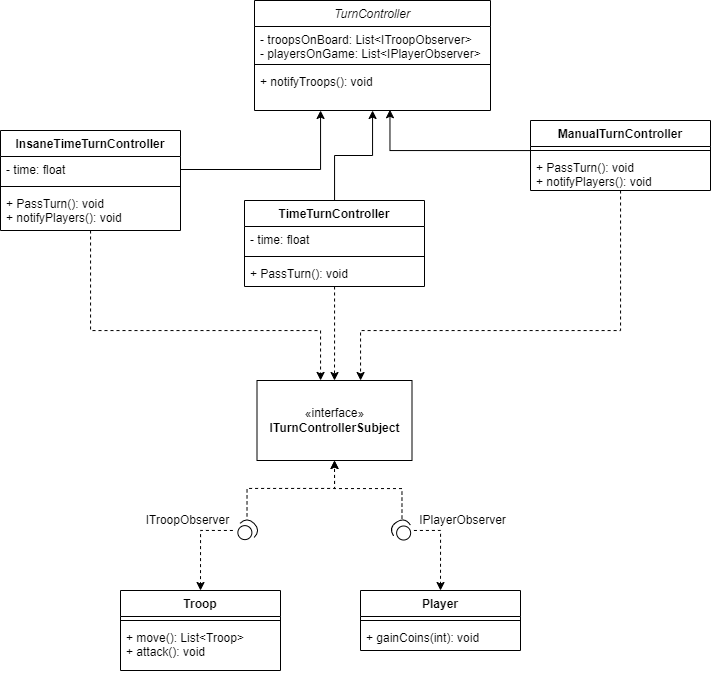 TurnController
- troopsOnBoard: List<ITroopObserver>
- playersOnGame: List<IPlayerObserver>
+ notifyTroops(): void
InsaneTimeTurnController
- time: float
+ PassTurn(): void
+ notifyPlayers(): void
TimeTurnController
- time: float
+ PassTurn(): void
ManualTurnController
+ PassTurn(): void
+ notifyPlayers(): void
«interface»
ITurnControllerSubject
ITroopObserver
IPlayerObserver
Troop
+ move(): List<Troop>
+ attack(): void
Player
+ gainCoins(int): void